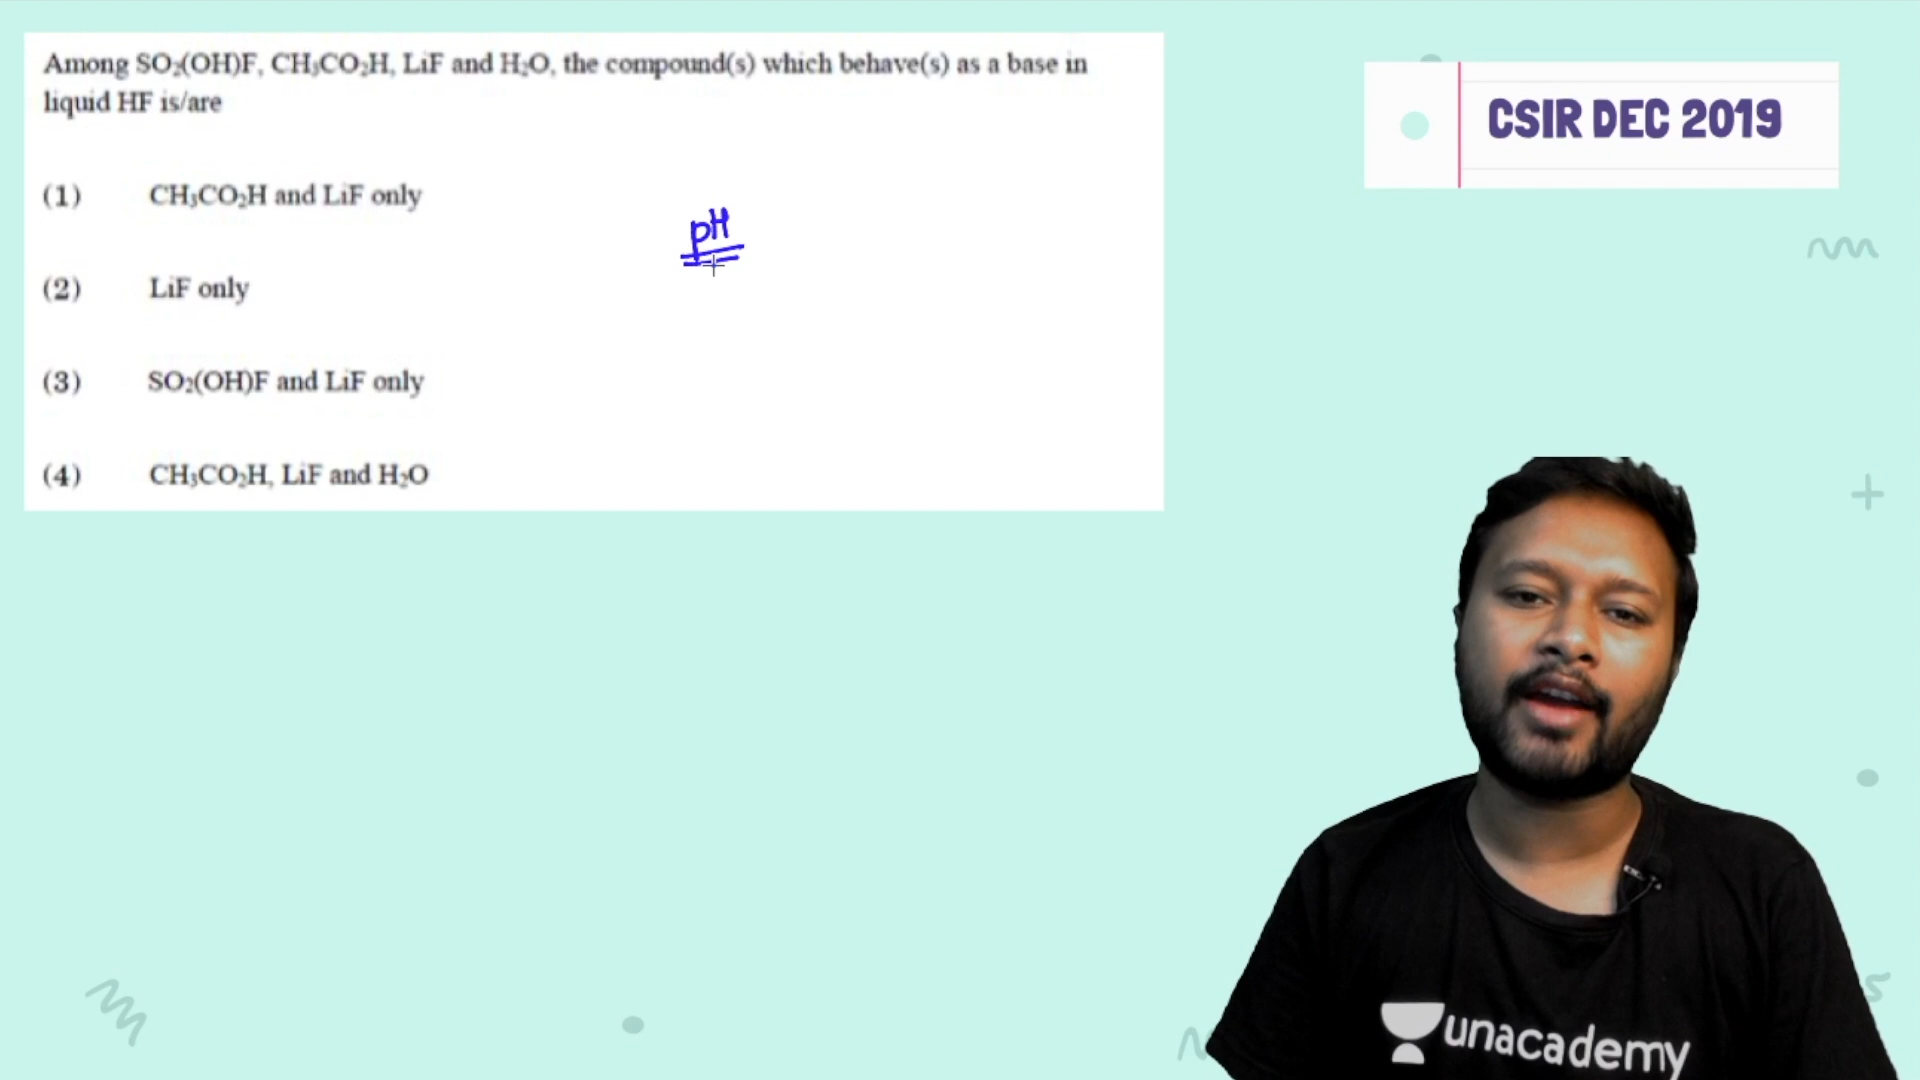 Among SO₂(OH)F, CH₃CO₂H, LiF and H₂O, the compound(s) which behave(s) as a base in
liquid HF is/are
(1) CH₃CO₂H and LiF only
(2) LiF only
(3) SO₂(OH)F and LiF only
(4) CH₃CO₂H, LiF and H₂O
pH
CSIR DEC 2019
unacademy